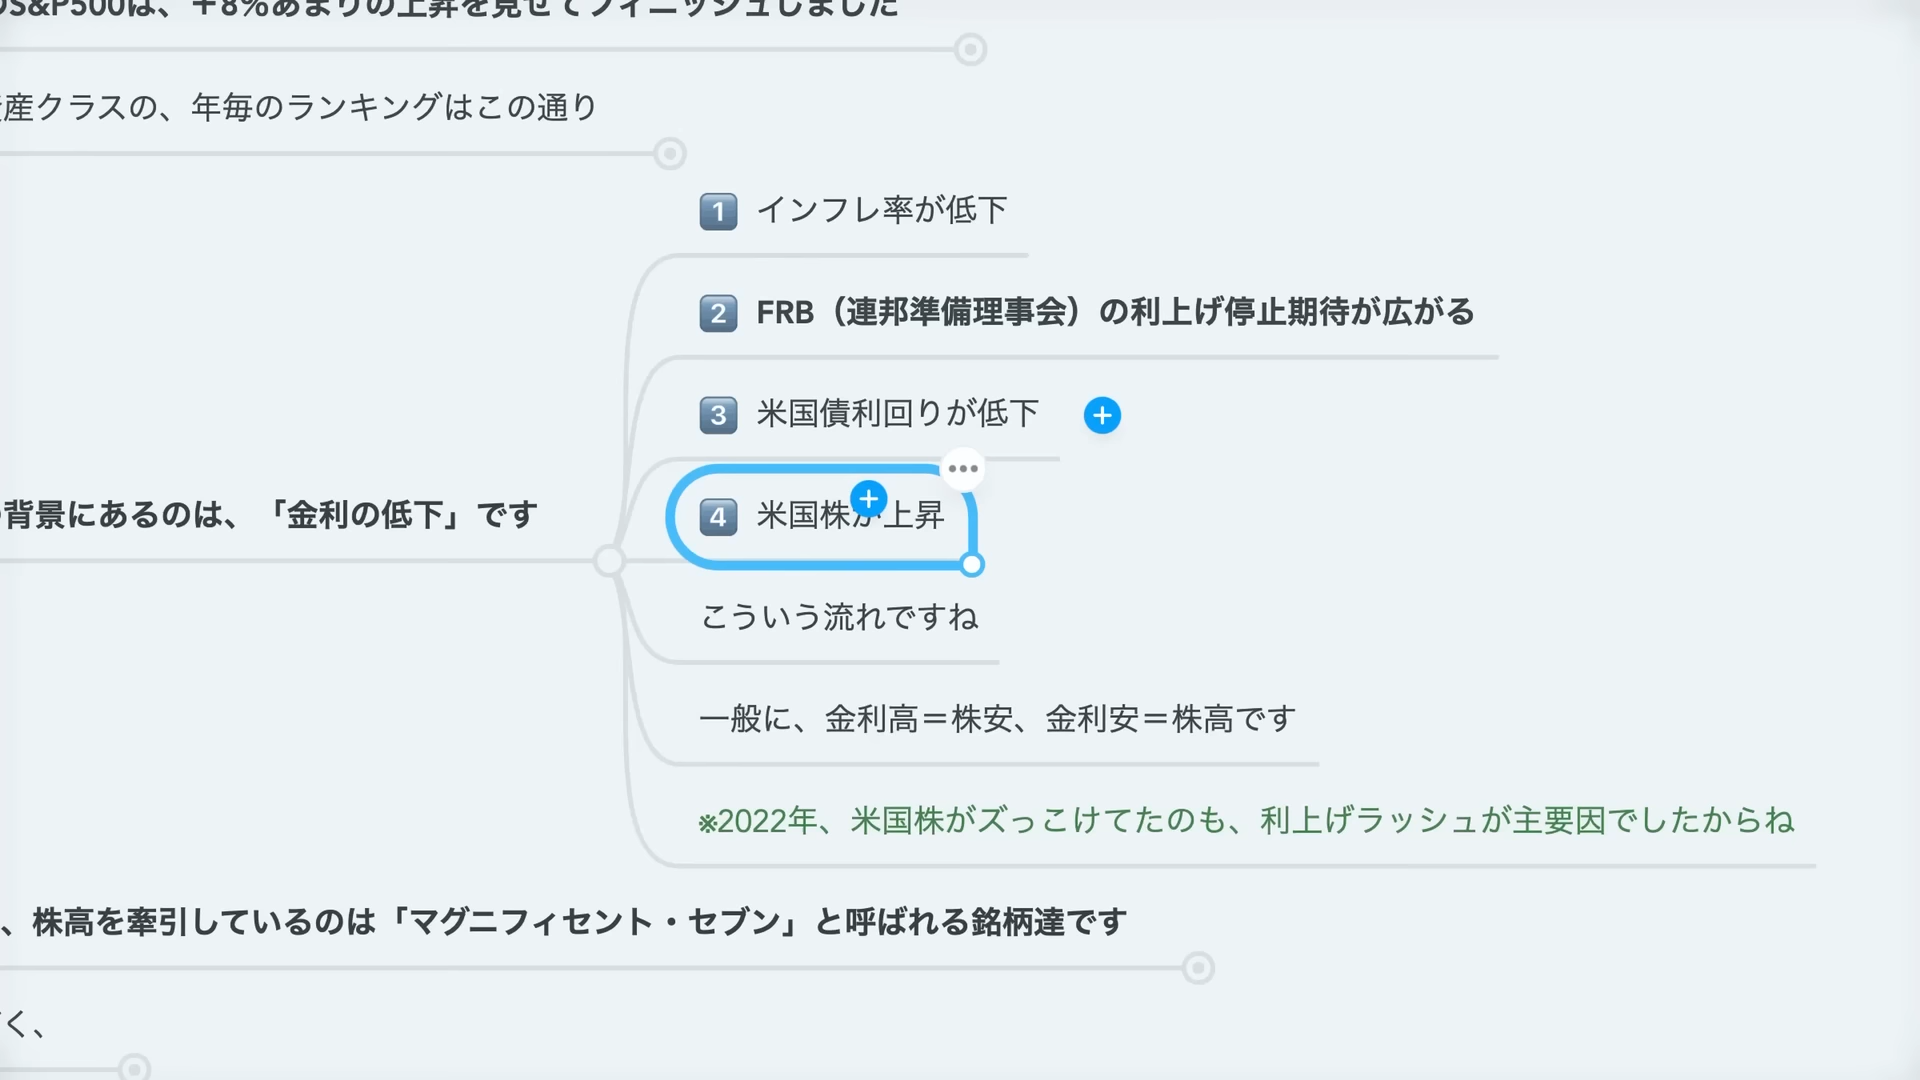 S&P500は、＋8%あまりの上昇を見せてフィニッシュしました
産クラスの、年毎のランキングはこの通り
1 インフレ率が低下
2 FRB（連邦準備理事会）の利上げ停止期待が広がる
3 米国債利回りが低下
背景にあるのは、「金利の低下」です
4 米国株が上昇
こういう流れですね
一般に、金利高＝株安、金利安＝株高です
※2022年、米国株がズっこけてたのも、利上げラッシュが主要因でしたからね
、株高を牽引しているのは「マグニフィセント・セブン」と呼ばれる銘柄達です
く、